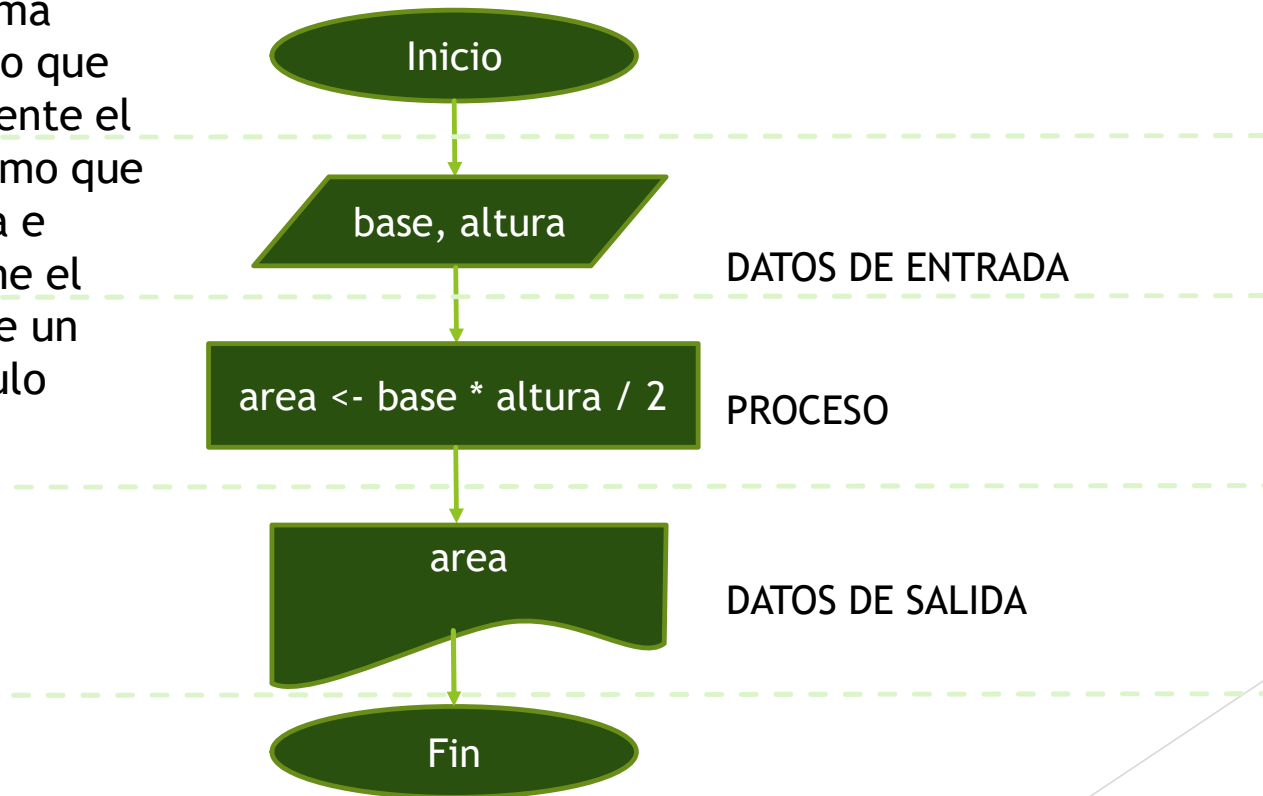 ma
o que
ente el
mo que
a e
ne el
e un
ulo
Inicio
base, altura
DATOS DE ENTRADA
area <- base * altura / 2
PROCESO
area
DATOS DE SALIDA
Fin